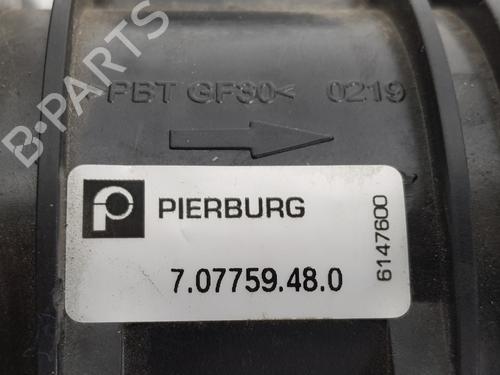 >PBT GF30< 0219
PIERBURG
7.07759.48.0
6147600
B-PARTS